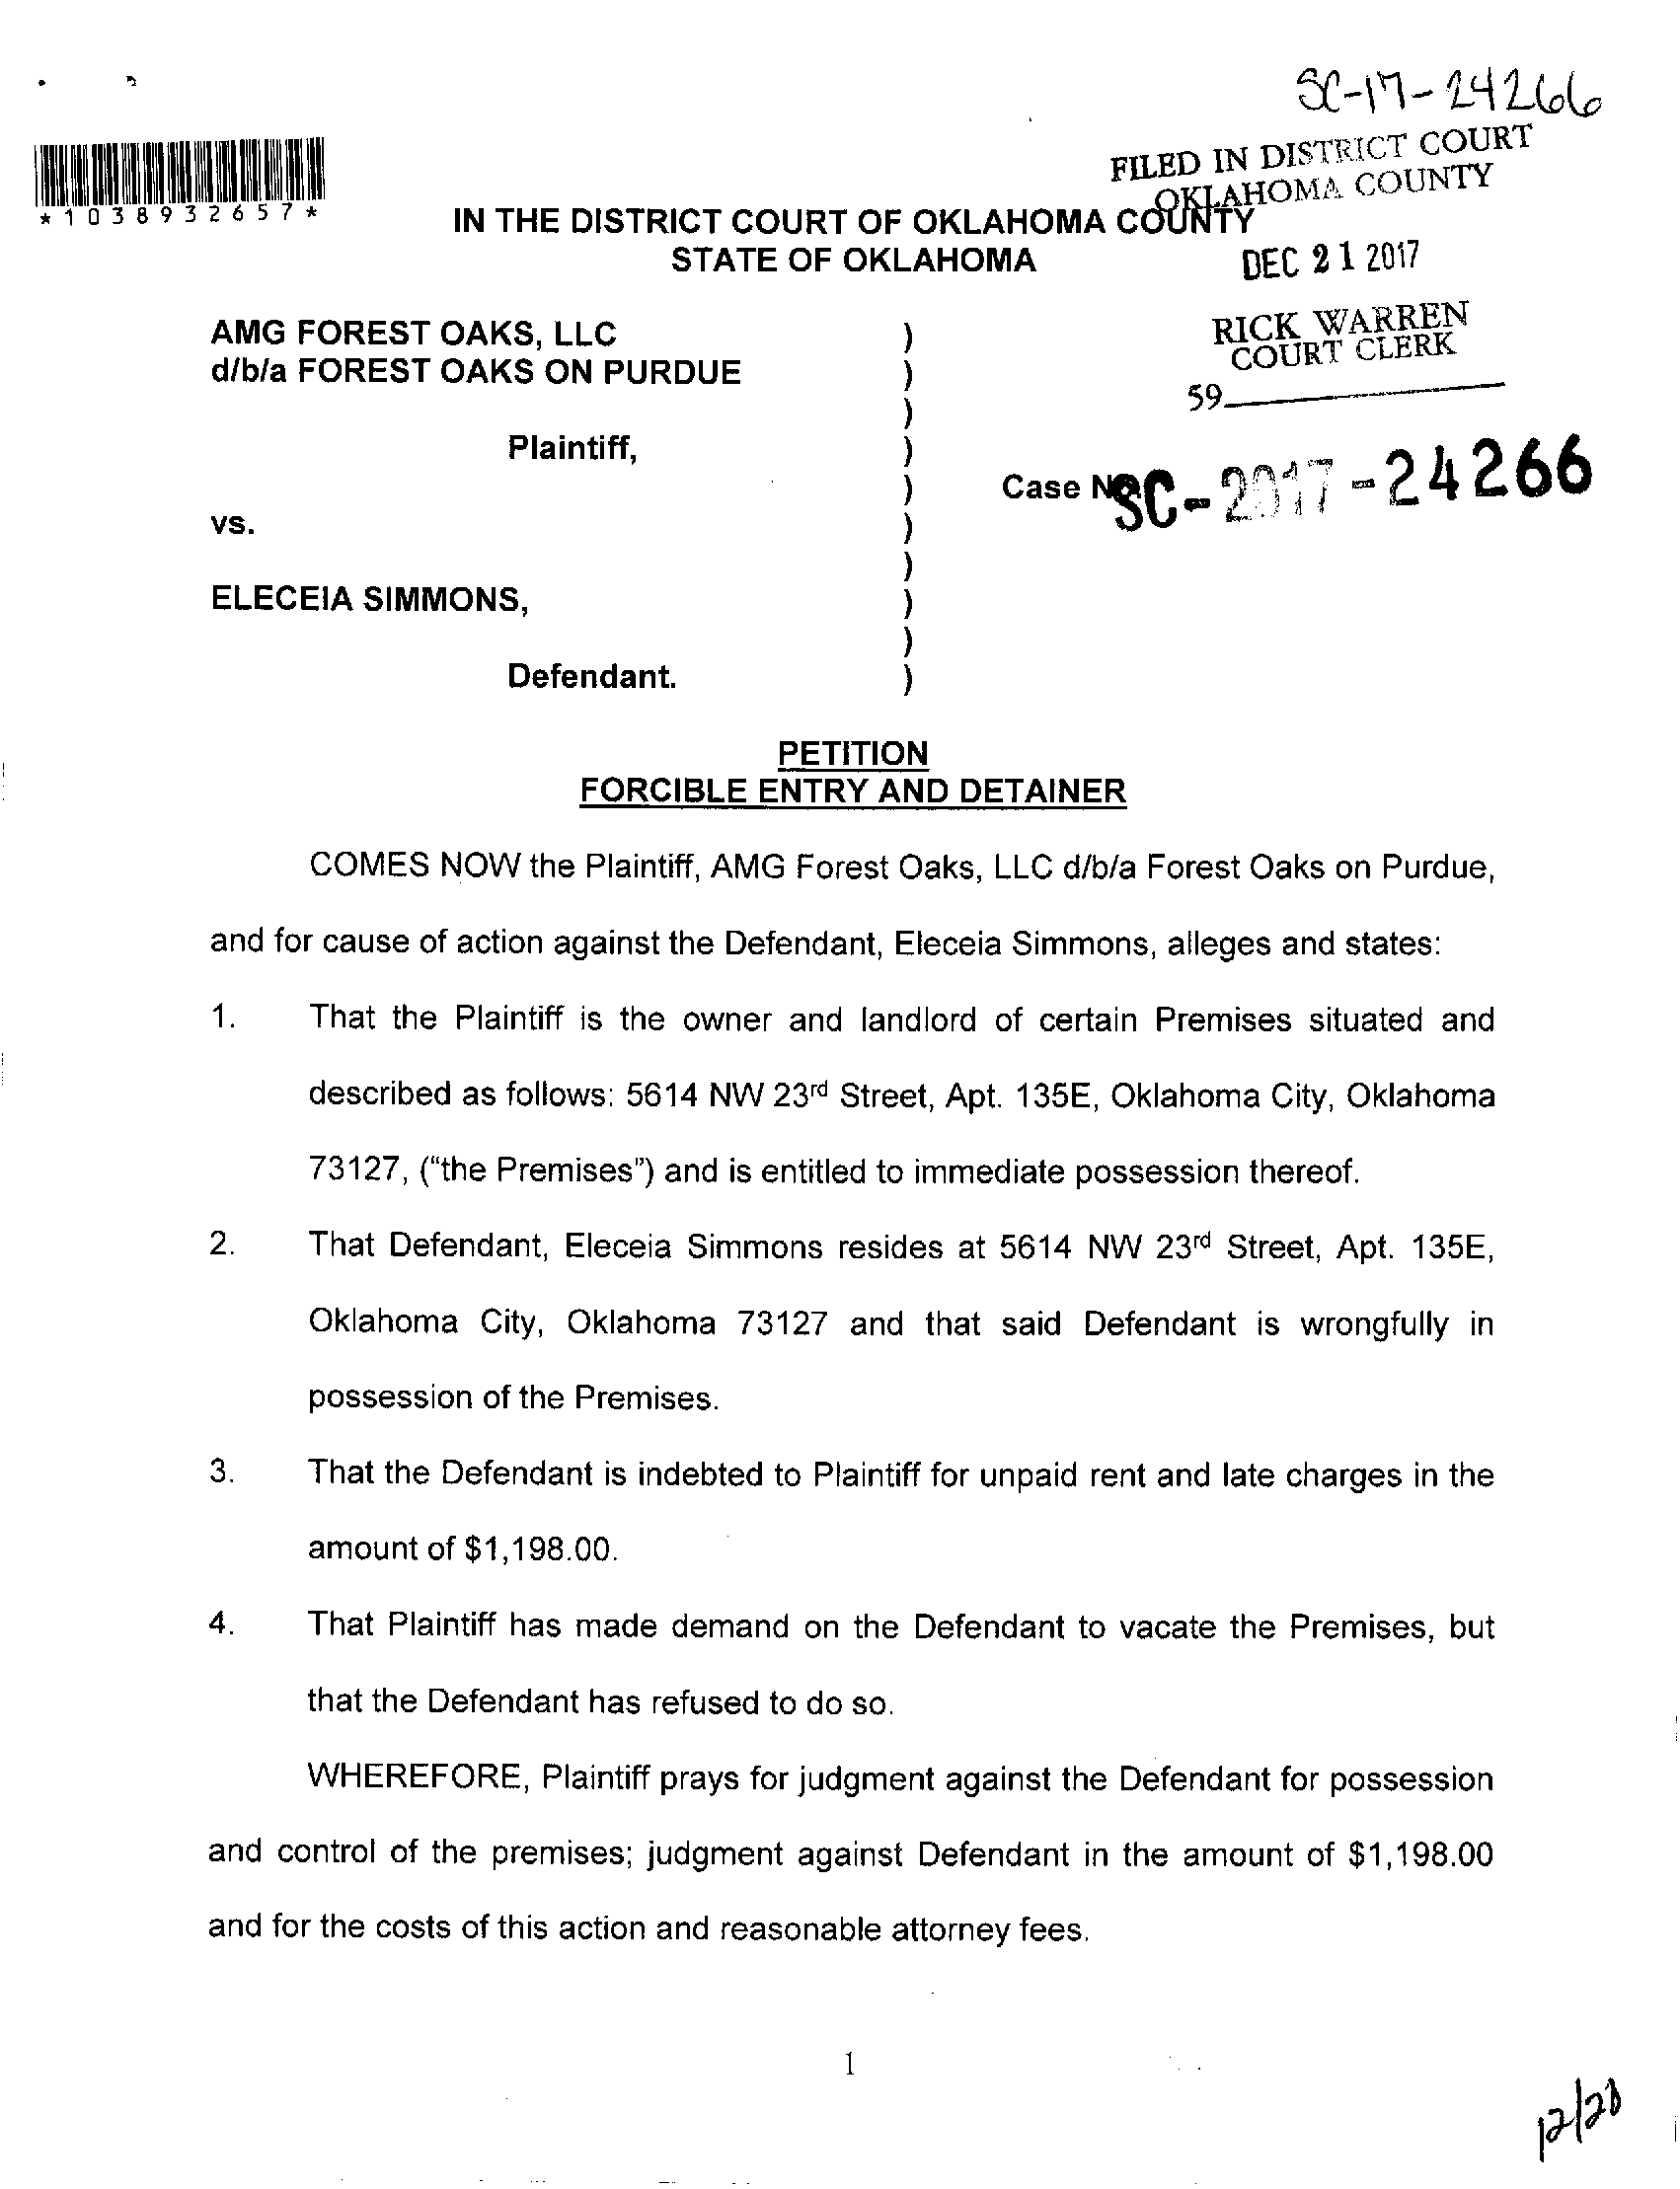 SC-17-24266
FILED IN DISTRICT COURT
OKLAHOMA COUNTY
*1038932657*
IN THE DISTRICT COURT OF OKLAHOMA COUNTY
STATE OF OKLAHOMA
DEC 21 2017
AMG FOREST OAKS, LLC )
d/b/a FOREST OAKS ON PURDUE )
RICK WARREN
COURT CLERK
59
)
Plaintiff, )
) Case No SC-2017-24266
vs. )
)
ELECEIA SIMMONS, )
)
Defendant. )
PETITION
FORCIBLE ENTRY AND DETAINER
COMES NOW the Plaintiff, AMG Forest Oaks, LLC d/b/a Forest Oaks on Purdue,
and for cause of action against the Defendant, Eleceia Simmons, alleges and states:
1. That the Plaintiff is the owner and landlord of certain Premises situated and
described as follows: 5614 NW 23rd Street, Apt. 135E, Oklahoma City, Oklahoma
73127, ("the Premises") and is entitled to immediate possession thereof.
2. That Defendant, Eleceia Simmons resides at 5614 NW 23rd Street, Apt. 135E,
Oklahoma City, Oklahoma 73127 and that said Defendant is wrongfully in
possession of the Premises.
3. That the Defendant is indebted to Plaintiff for unpaid rent and late charges in the
amount of $1,198.00.
4. That Plaintiff has made demand on the Defendant to vacate the Premises, but
that the Defendant has refused to do so.
WHEREFORE, Plaintiff prays for judgment against the Defendant for possession
and control of the premises; judgment against Defendant in the amount of $1,198.00
and for the costs of this action and reasonable attorney fees.
1